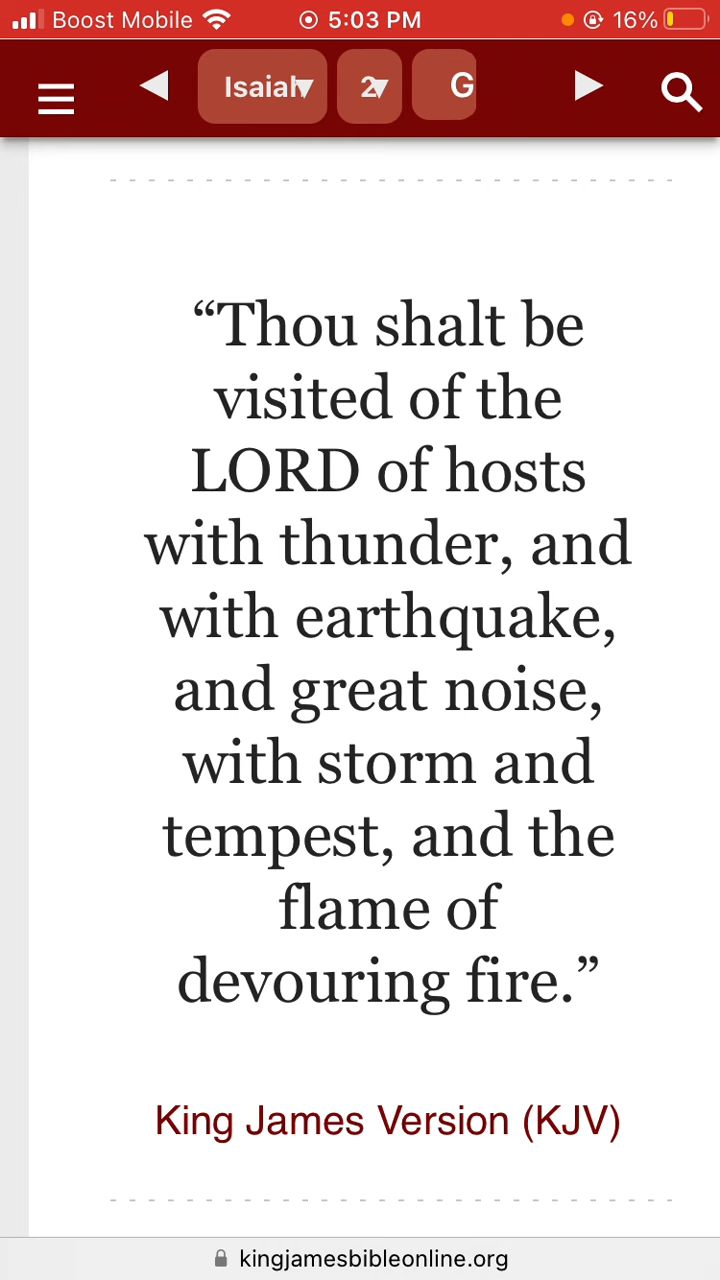 Boost Mobile 5:03 PM 16%
Isaiah 2 G
“Thou shalt be
visited of the
LORD of hosts
with thunder, and
with earthquake,
and great noise,
with storm and
tempest, and the
flame of
devouring fire.”
King James Version (KJV)
kingjamesbibleonline.org